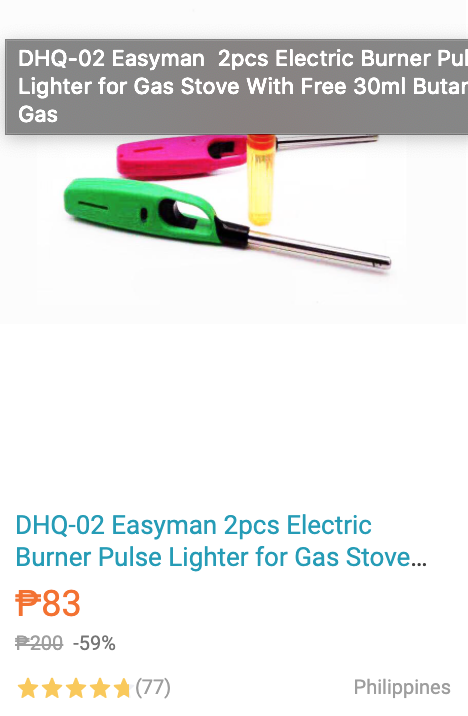 DHQ-02 Easyman 2pcs Electric Burner Pul
Lighter for Gas Stove With Free 30ml Butan
Gas
DHQ-02 Easyman 2pcs Electric
Burner Pulse Lighter for Gas Stove...
₱83
₱200 -59%
(77) Philippines